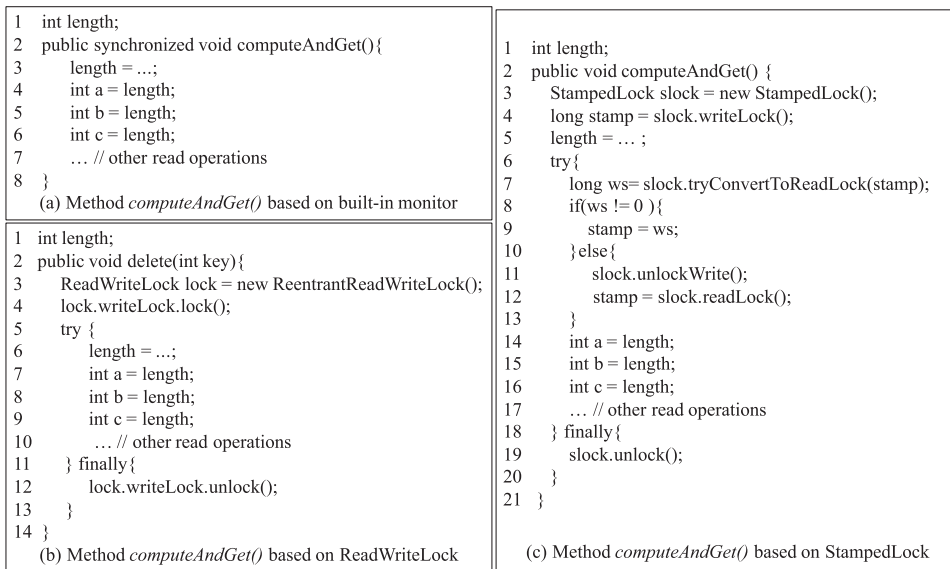 1 int length;
2 public synchronized void computeAndGet(){
3 length = ...;
4 int a = length;
5 int b = length;
6 int c = length;
7 ... // other read operations
8 }
(a) Method computeAndGet() based on built-in monitor
1 int length;
2 public void delete(int key){
3 ReadWriteLock lock = new ReentrantReadWriteLock();
4 lock.writeLock.lock();
5 try {
6 length = ...;
7 int a = length;
8 int b = length;
9 int c = length;
10 ... // other read operations
11 } finally{
12 lock.writeLock.unlock();
13 }
14 }
(b) Method computeAndGet() based on ReadWriteLock
1 int length;
2 public void computeAndGet() {
3 StampedLock slock = new StampedLock();
4 long stamp = slock.writeLock();
5 length = ... ;
6 try{
7 long ws= slock.tryConvertToReadLock(stamp);
8 if(ws != 0 ){
9 stamp = ws;
10 }else{
11 slock.unlockWrite();
12 stamp = slock.readLock();
13 }
14 int a = length;
15 int b = length;
16 int c = length;
17 ... // other read operations
18 } finally{
19 slock.unlock();
20 }
21 }
(c) Method computeAndGet() based on StampedLock